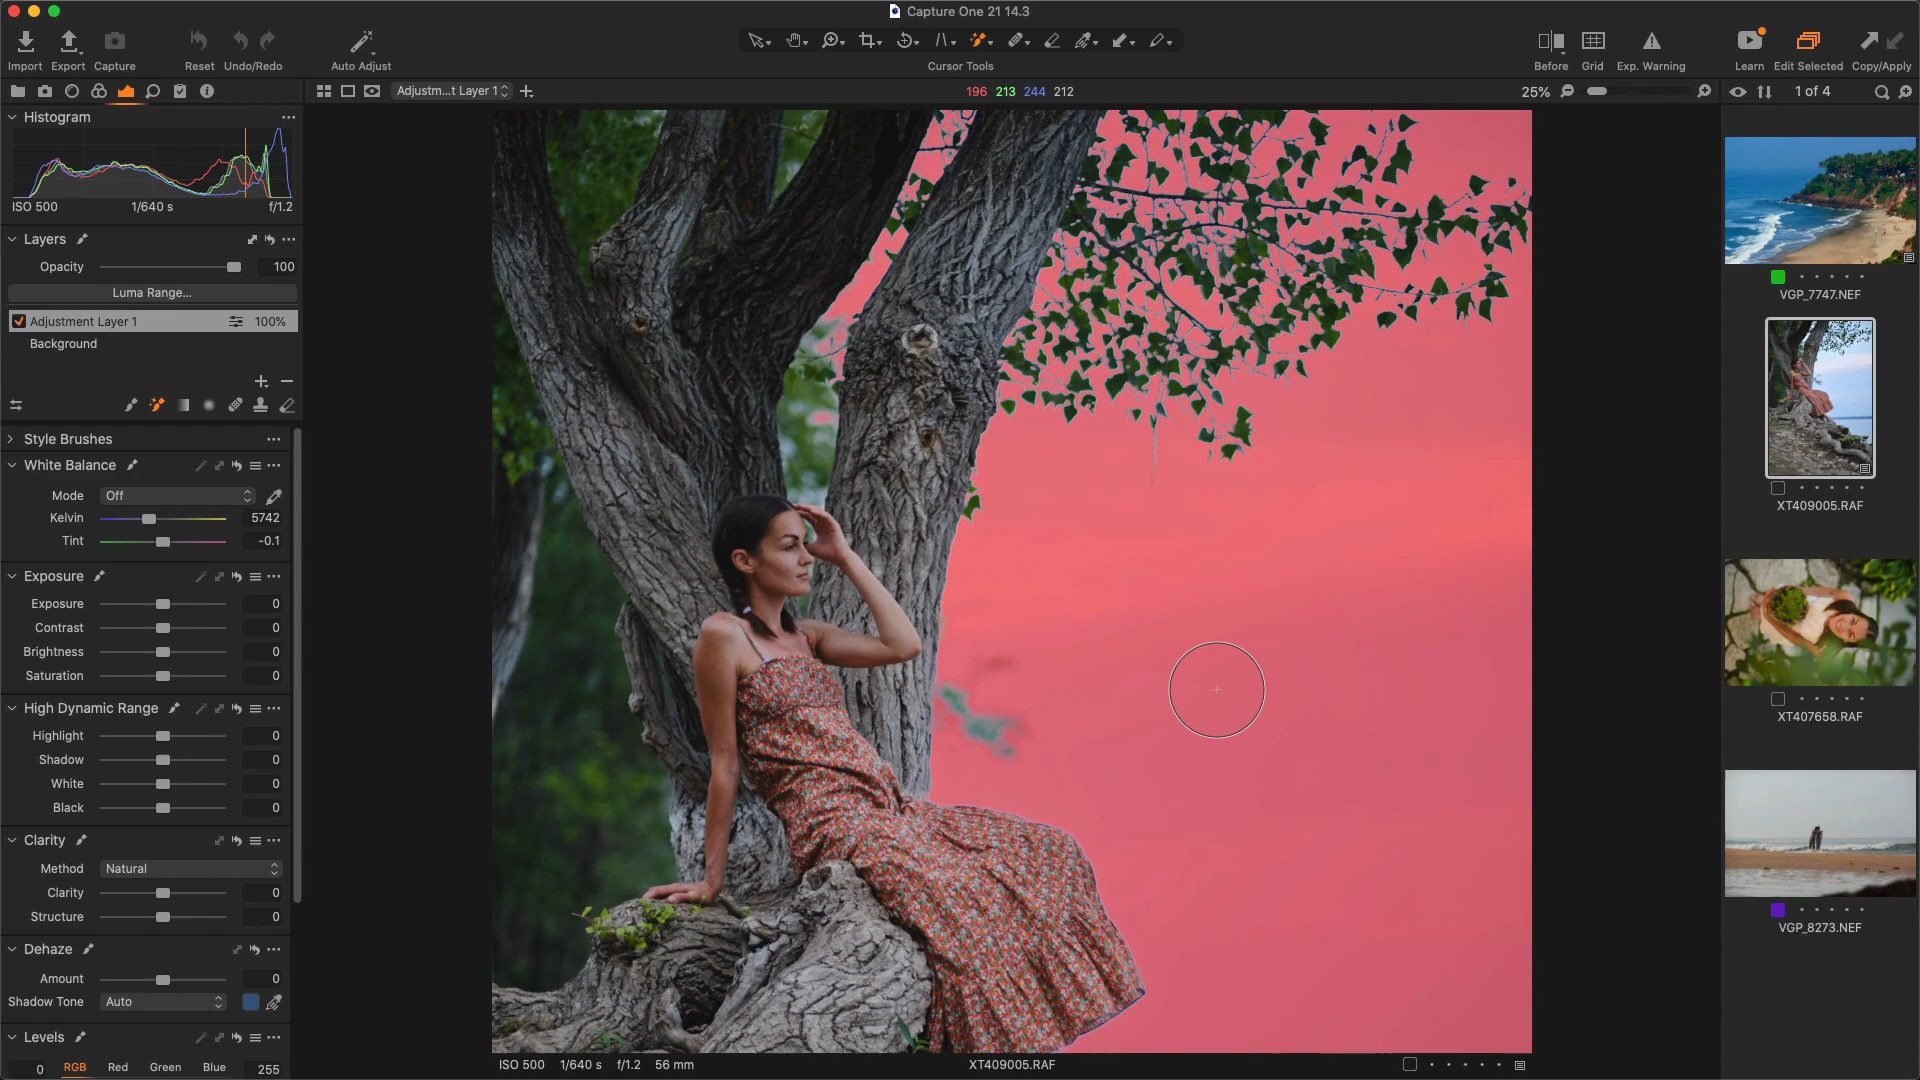 Capture One 21 14.3
Import Export Capture Reset Undo/Redo Auto Adjust Cursor Tools Before Grid Exp. Warning Learn Edit Selected Copy/Apply
Adjustm...t Layer 1 196 213 244 212 25% 1 of 4
Histogram
ISO 500 1/640 s f/1.2
Layers
Opacity 100
Luma Range...
Adjustment Layer 1 100%
Background
Style Brushes
White Balance
Mode Off
Kelvin 5742
Tint -0.1
Exposure
Exposure 0
Contrast 0
Brightness 0
Saturation 0
High Dynamic Range
Highlight 0
Shadow 0
White 0
Black 0
Clarity
Method Natural
Clarity 0
Structure 0
Dehaze
Amount 0
Shadow Tone Auto
Levels
0 RGB Red Green Blue 255
ISO 500 1/640 s f/1.2 56 mm XT409005.RAF
VGP_7747.NEF
XT409005.RAF
XT407658.RAF
VGP_8273.NEF